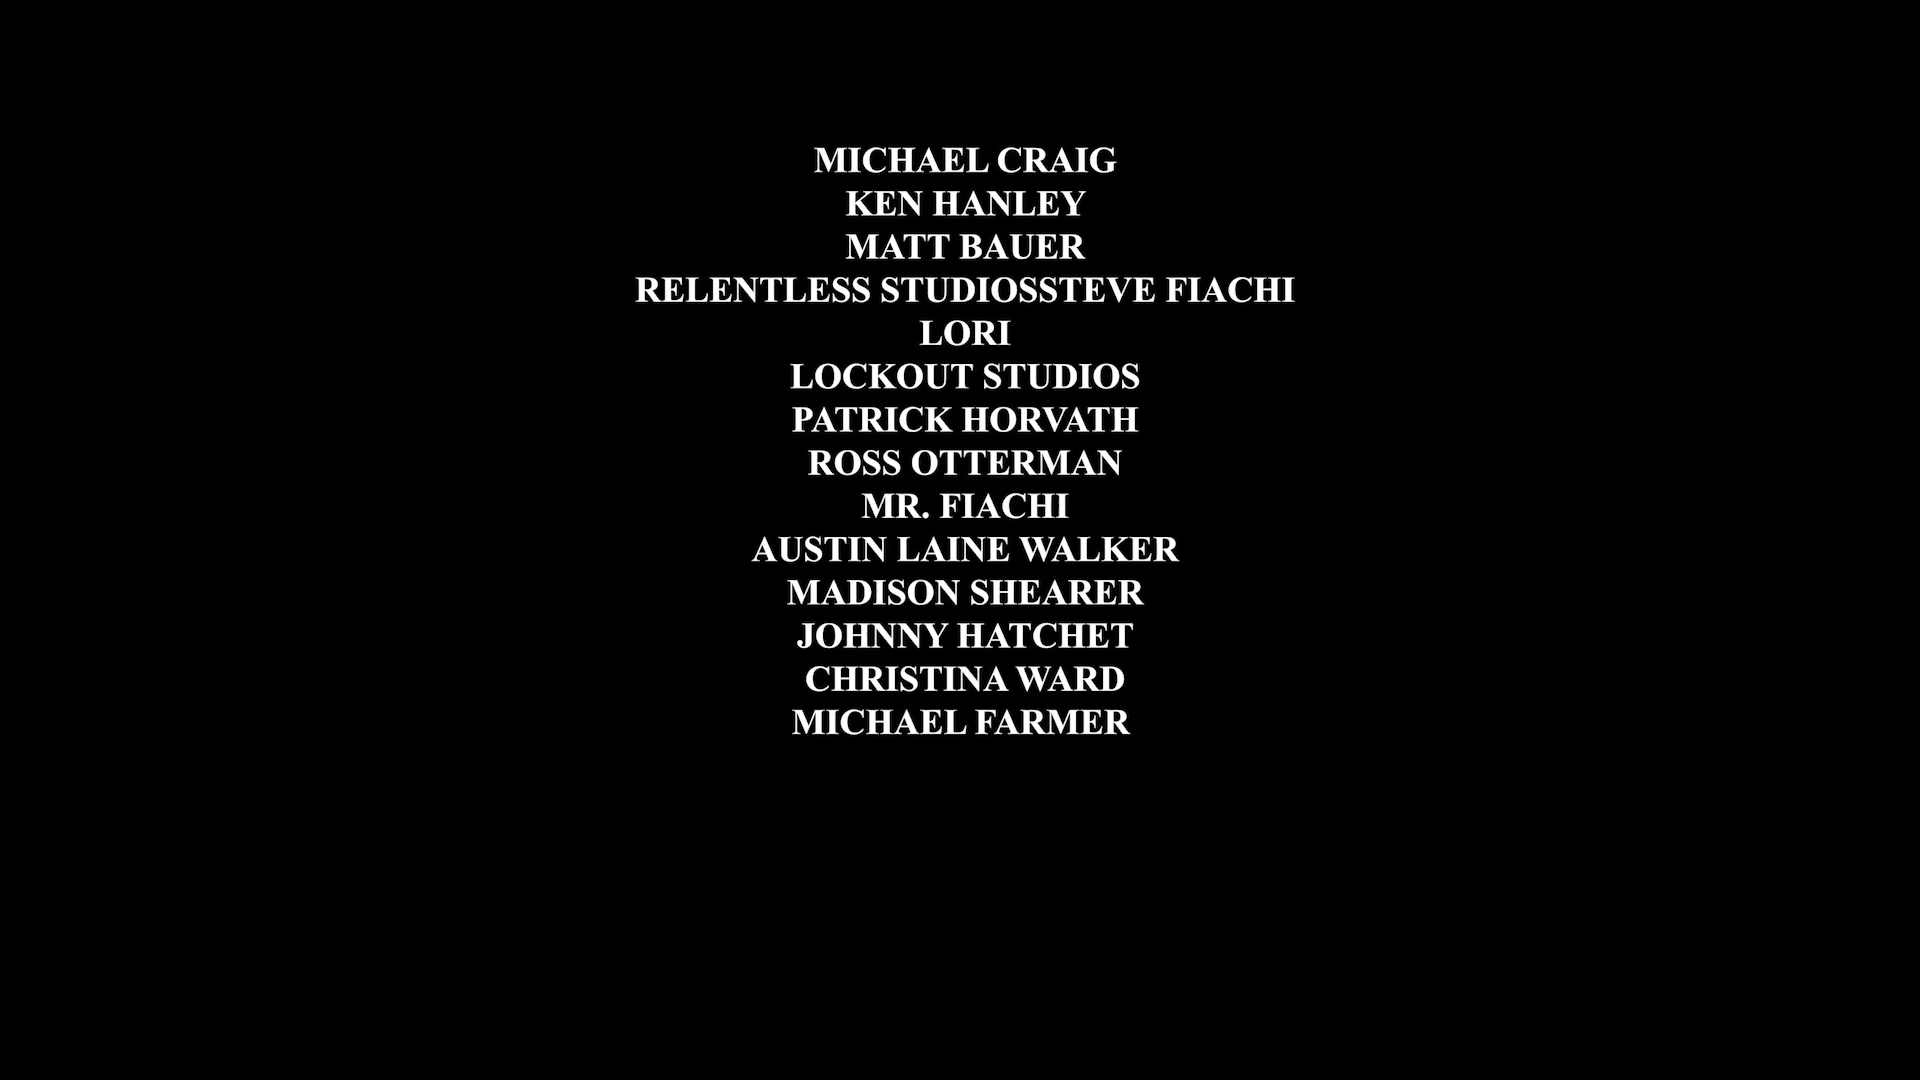 MICHAEL CRAIG
KEN HANLEY
MATT BAUER
RELENTLESS STUDIOSSTEVE FIACHI
LORI
LOCKOUT STUDIOS
PATRICK HORVATH
ROSS OTTERMAN
MR. FIACHI
AUSTIN LAINE WALKER
MADISON SHEARER
JOHNNY HATCHET
CHRISTINA WARD
MICHAEL FARMER